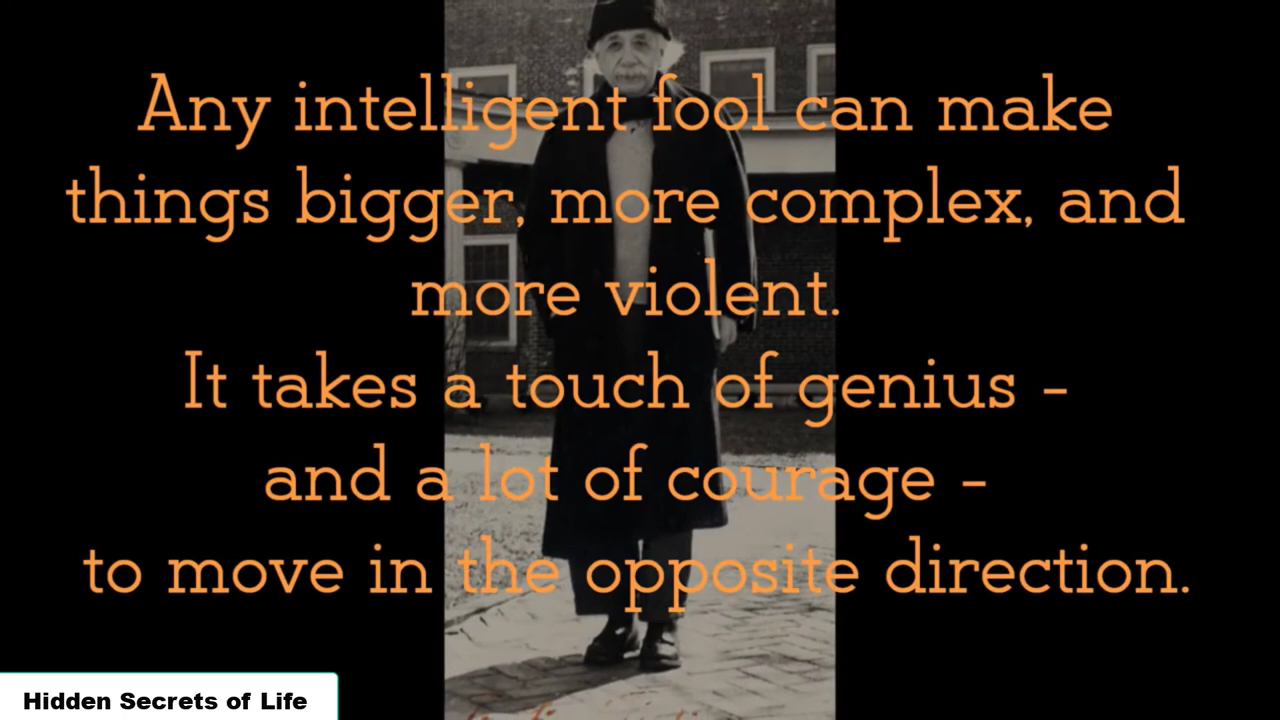 Any intelligent fool can make
things bigger, more complex, and
more violent.
It takes a touch of genius -
and a lot of courage -
to move in the opposite direction.
Hidden Secrets of Life